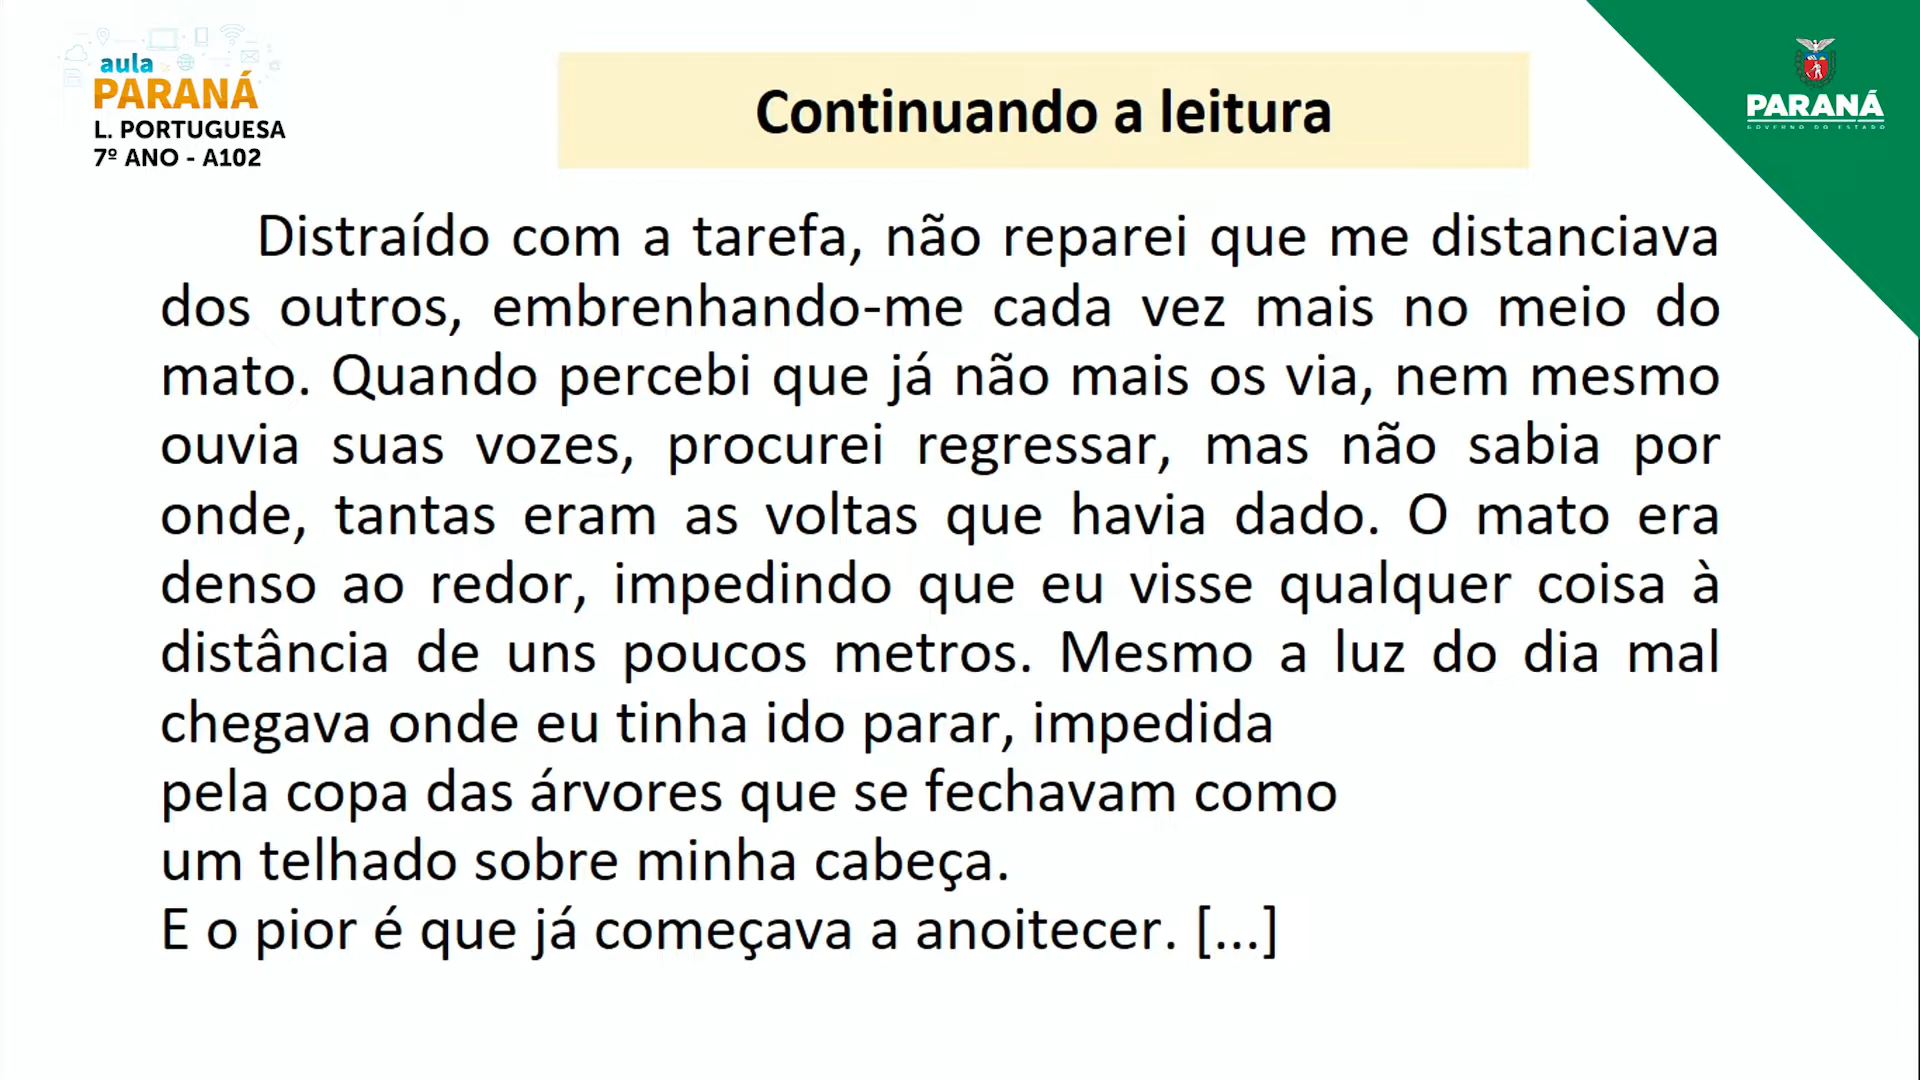 aula
PARANÁ
L. PORTUGUESA
7º ANO - A102
Continuando a leitura
PARANÁ
GOVERNO DO ESTADO
Distraído com a tarefa, não reparei que me distanciava
dos outros, embrenhando-me cada vez mais no meio do
mato. Quando percebi que já não mais os via, nem mesmo
ouvia suas vozes, procurei regressar, mas não sabia por
onde, tantas eram as voltas que havia dado. O mato era
denso ao redor, impedindo que eu visse qualquer coisa à
distância de uns poucos metros. Mesmo a luz do dia mal
chegava onde eu tinha ido parar, impedida
pela copa das árvores que se fechavam como
um telhado sobre minha cabeça.
E o pior é que já começava a anoitecer. [...]